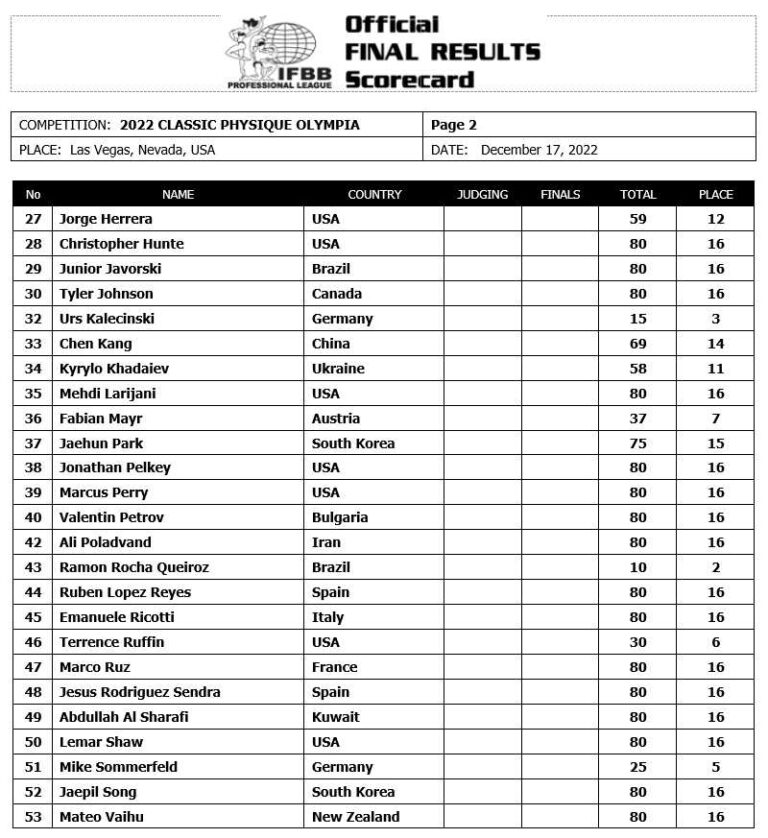 Official
FINAL RESULTS
Scorecard
IFBB
PROFESSIONAL LEAGUE
COMPETITION: 2022 CLASSIC PHYSIQUE OLYMPIA Page 2
PLACE: Las Vegas, Nevada, USA DATE: December 17, 2022
No NAME COUNTRY JUDGING FINALS TOTAL PLACE
27 Jorge Herrera USA 59 12
28 Christopher Hunte USA 80 16
29 Junior Javorski Brazil 80 16
30 Tyler Johnson Canada 80 16
32 Urs Kalecinski Germany 15 3
33 Chen Kang China 69 14
34 Kyrylo Khadaiev Ukraine 58 11
35 Mehdi Larijani USA 80 16
36 Fabian Mayr Austria 37 7
37 Jaehun Park South Korea 75 15
38 Jonathan Pelkey USA 80 16
39 Marcus Perry USA 80 16
40 Valentin Petrov Bulgaria 80 16
42 Ali Poladvand Iran 80 16
43 Ramon Rocha Queiroz Brazil 10 2
44 Ruben Lopez Reyes Spain 80 16
45 Emanuele Ricotti Italy 80 16
46 Terrence Ruffin USA 30 6
47 Marco Ruz France 80 16
48 Jesus Rodriguez Sendra Spain 80 16
49 Abdullah Al Sharafi Kuwait 80 16
50 Lemar Shaw USA 80 16
51 Mike Sommerfeld Germany 25 5
52 Jaepil Song South Korea 80 16
53 Mateo Vaihu New Zealand 80 16